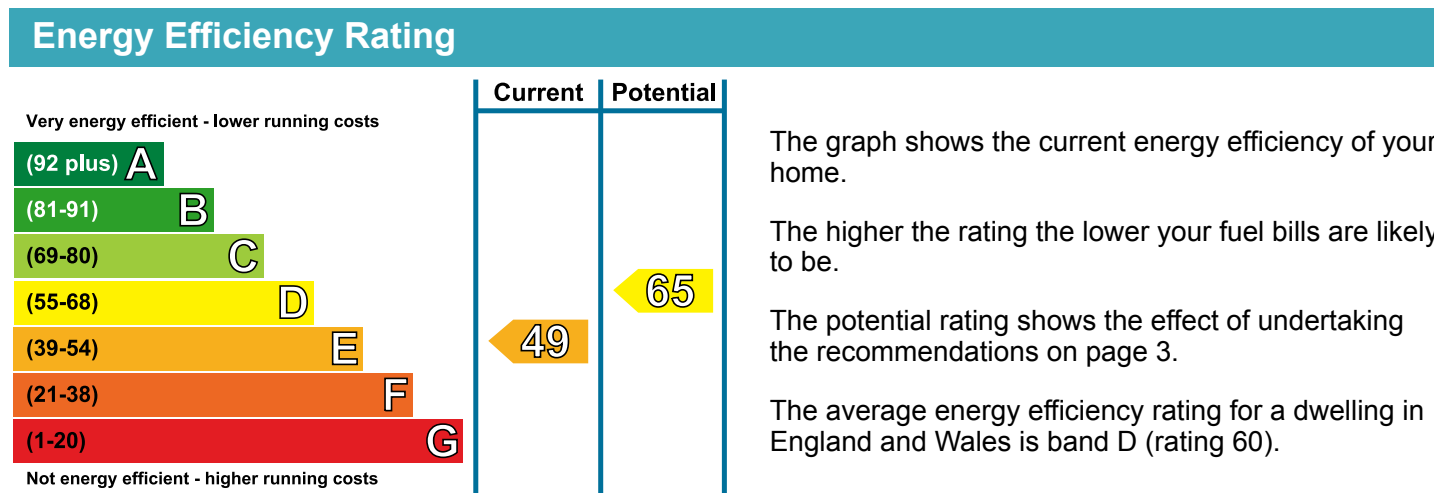 Energy Efficiency Rating
Current
Potential
Very energy efficient - lower running costs
(92 plus) A
(81-91) B
(69-80) C
(55-68) D
(39-54) E
(21-38) F
(1-20) G
Not energy efficient - higher running costs
49
65
The graph shows the current energy efficiency of your
home.
The higher the rating the lower your fuel bills are likely
to be.
The potential rating shows the effect of undertaking
the recommendations on page 3.
The average energy efficiency rating for a dwelling in
England and Wales is band D (rating 60).